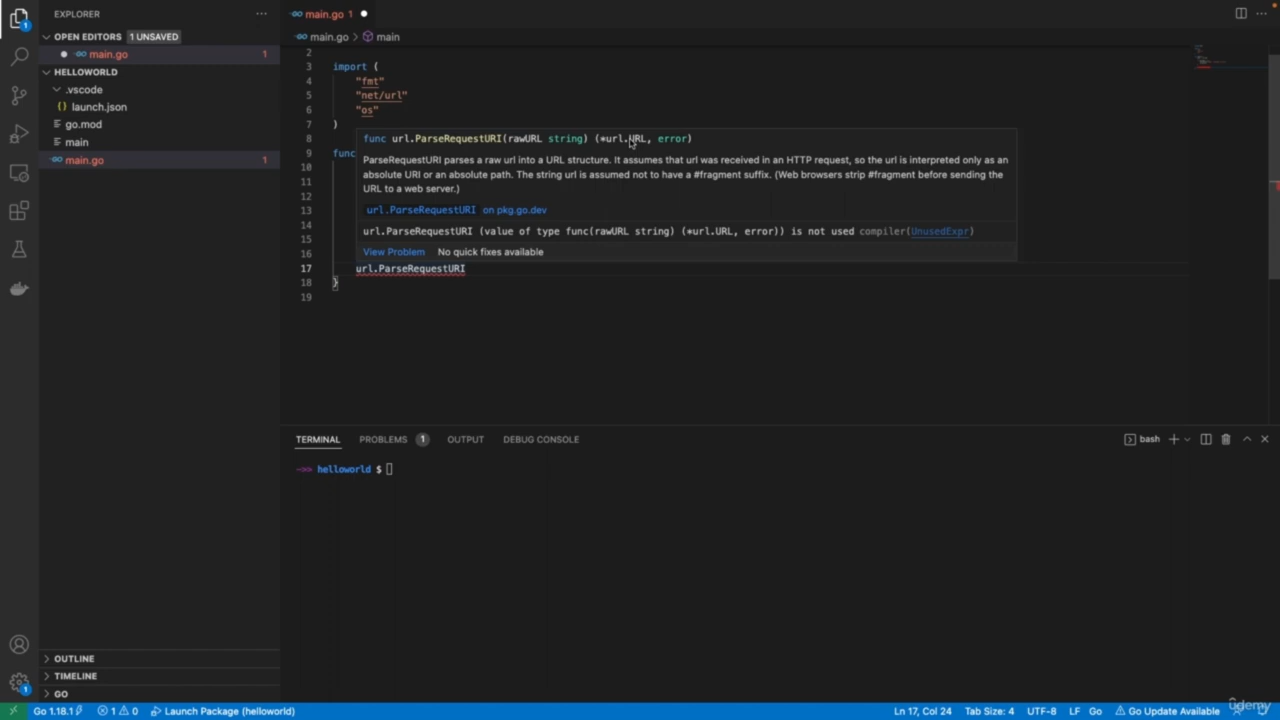 EXPLORER
main.go 1
OPEN EDITORS 1 UNSAVED
main.go 1
main.go > main
HELLOWORLD
.vscode
launch.json
go.mod
main
main.go 1
2
3 import (
4 "fmt"
5 "net/url"
6 "os"
7 )
8 func url.ParseRequestURI(rawURL string) (*url.URL, error)
9 func
10 ParseRequestURI parses a raw url into a URL structure. It assumes that url was received in an HTTP request, so the url is interpreted only as an
11 absolute URI or an absolute path. The string url is assumed not to have a #fragment suffix. (Web browsers strip #fragment before sending the
12 URL to a web server.)
13 url.ParseRequestURI on pkg.go.dev
14 url.ParseRequestURI (value of type func(rawURL string) (*url.URL, error)) is not used compiler(UnusedExpr)
15
16 View Problem No quick fixes available
17 url.ParseRequestURI
18 }
19
TERMINAL PROBLEMS 1 OUTPUT DEBUG CONSOLE
bash
->> helloworld $
OUTLINE
TIMELINE
GO
1
1
Go 1.18.1 1 0 Launch Package (helloworld) Ln 17, Col 24 Tab Size: 4 UTF-8 LF Go Go Update Available
udemy